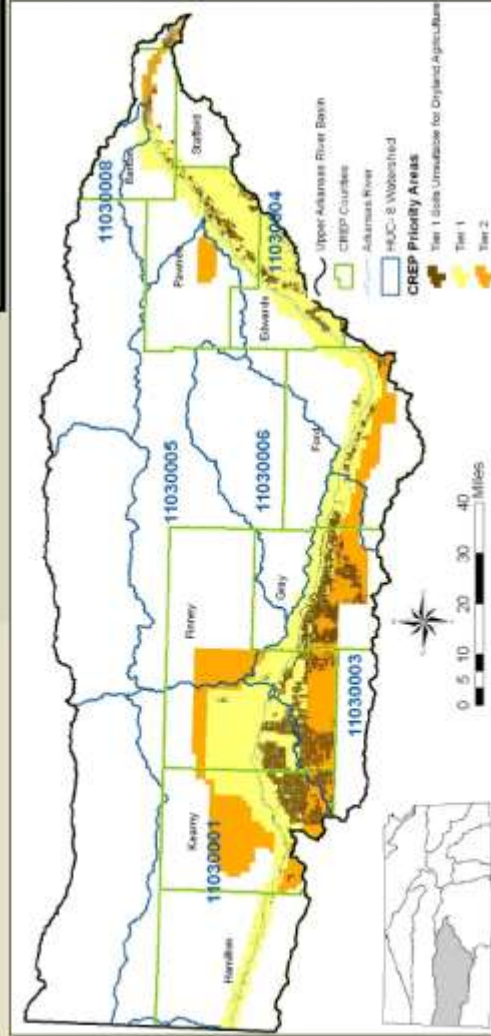 Hamilton
Kearny
Finney
Gray
Ford
Edwards
Pawnee
Barton
Stafford
11030001
11030003
11030005
11030006
11030004
11030008
0 5 10 20 30 40
Miles
Upper Arkansas River Basin
CREP Counties
Arkansas River
HUC- 8 Watershed
CREP Priority Areas
Tier 1 Soils Unsuitable for Dryland Agriculture
Tier 1
Tier 2